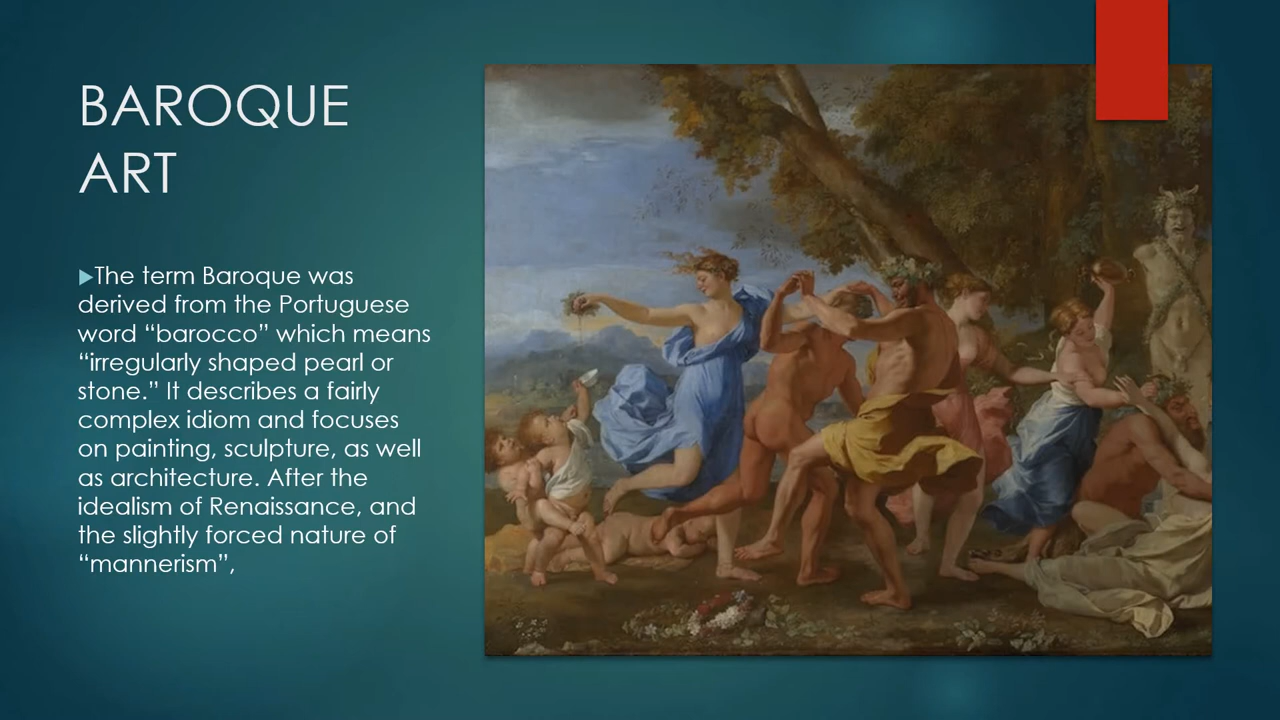 BAROQUE
ART
The term Baroque was
derived from the Portuguese
word “barocco” which means
“irregularly shaped pearl or
stone.” It describes a fairly
complex idiom and focuses
on painting, sculpture, as well
as architecture. After the
idealism of Renaissance, and
the slightly forced nature of
“mannerism”,